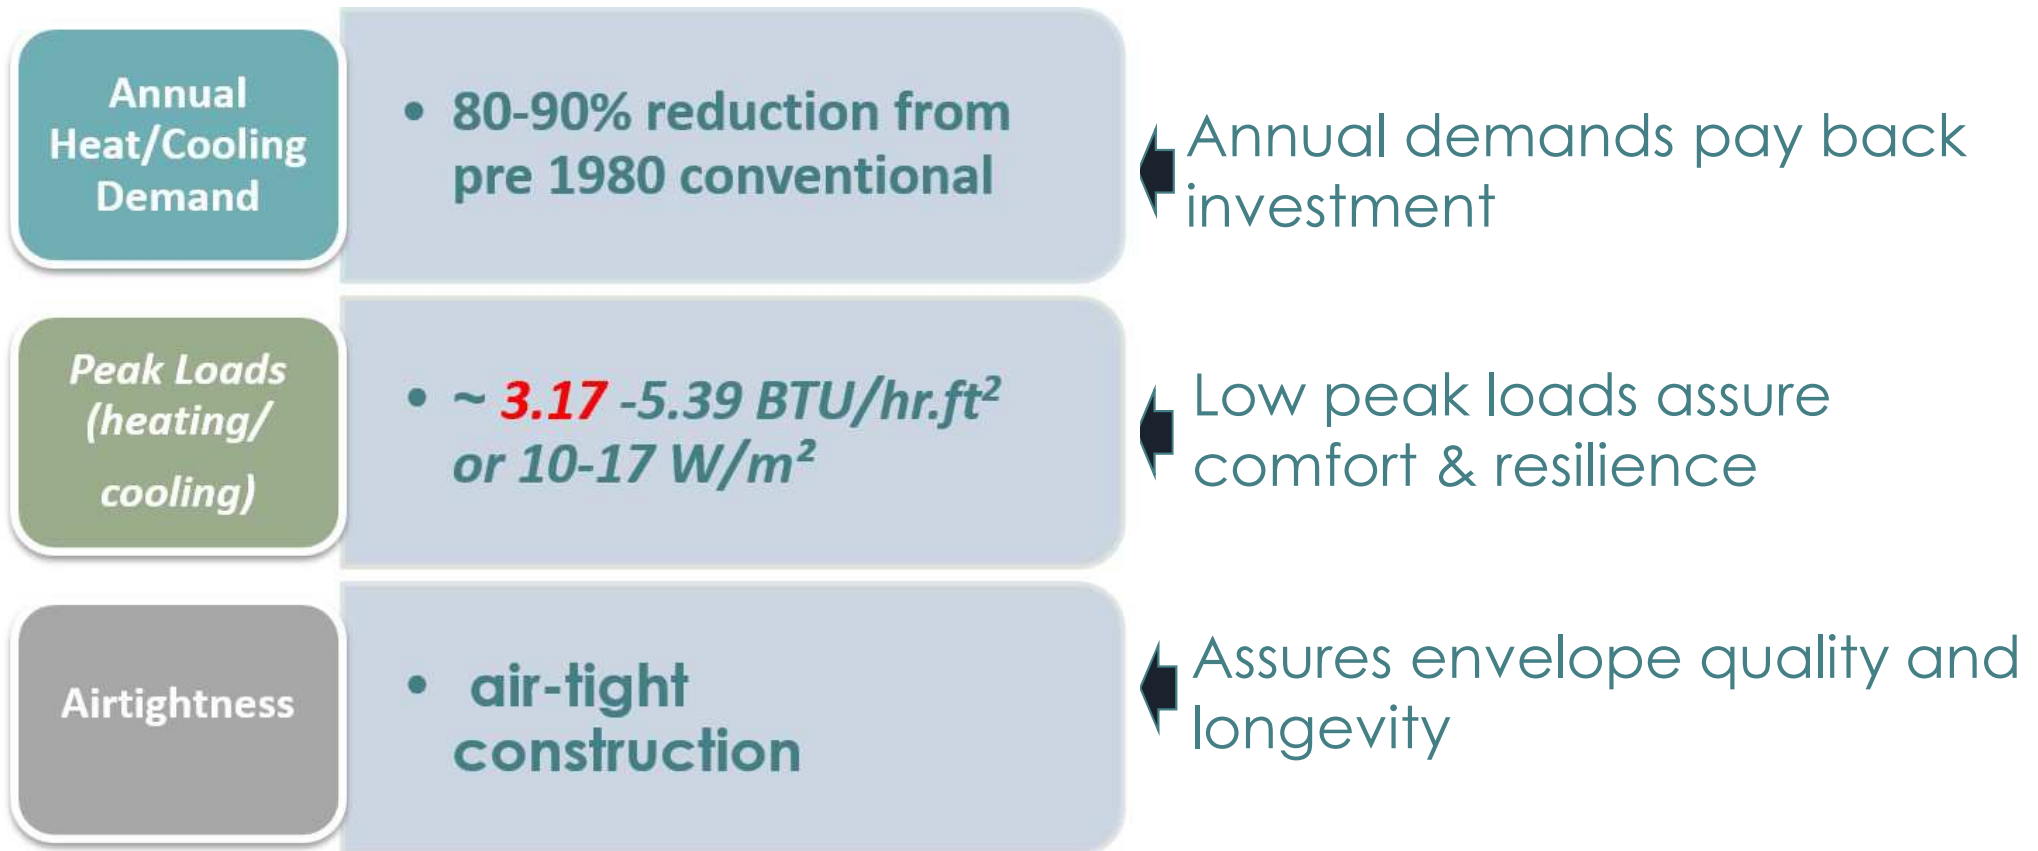 Annual
Heat/Cooling
Demand
• 80-90% reduction from
pre 1980 conventional
Annual demands pay back
investment
Peak Loads
(heating/
cooling)
• ~ 3.17 -5.39 BTU/hr.ft²
or 10-17 W/m²
Low peak loads assure
comfort & resilience
Airtightness
• air-tight
construction
Assures envelope quality and
longevity